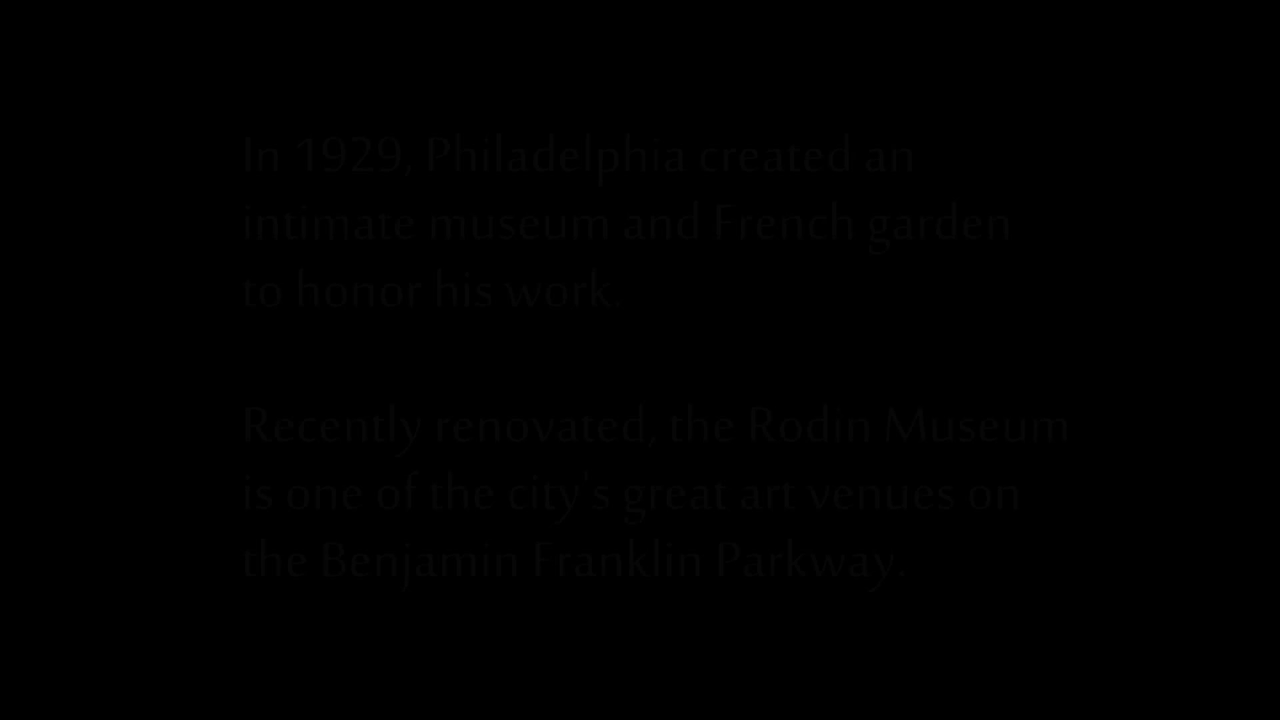 In 1929, Philadelphia created an
intimate museum and French garden
to honor his work.
Recently renovated, the Rodin Museum
is one of the city's great art venues on
the Benjamin Franklin Parkway.